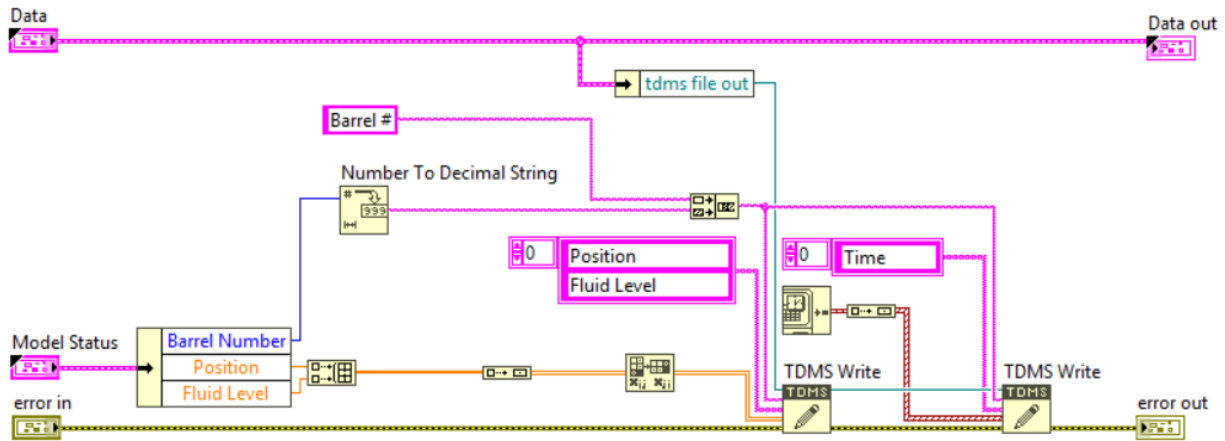 Data
Data out
tdms file out
Barrel #
Number To Decimal String
#
999
0
Position
Fluid Level
0
Time
Model Status
Barrel Number
Position
Fluid Level
TDMS Write
TDMS
TDMS Write
TDMS
error in
error out